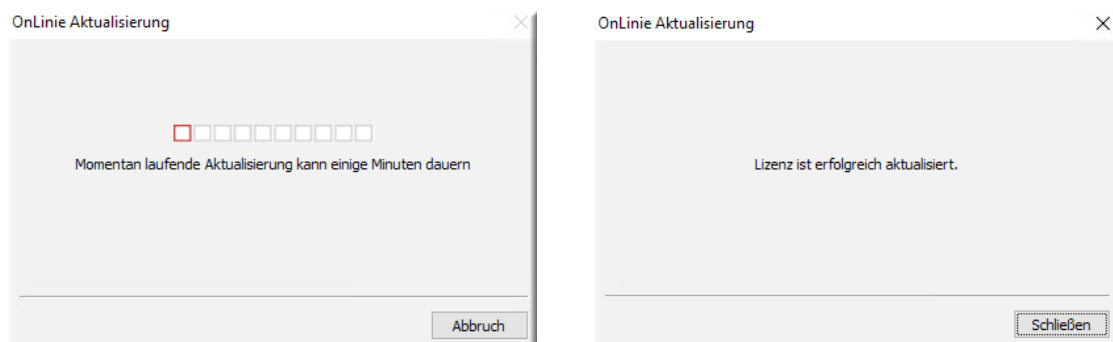 OnLinie Aktualisierung
Momentan laufende Aktualisierung kann einige Minuten dauern
Abbruch
OnLinie Aktualisierung
Lizenz ist erfolgreich aktualisiert.
Schließen